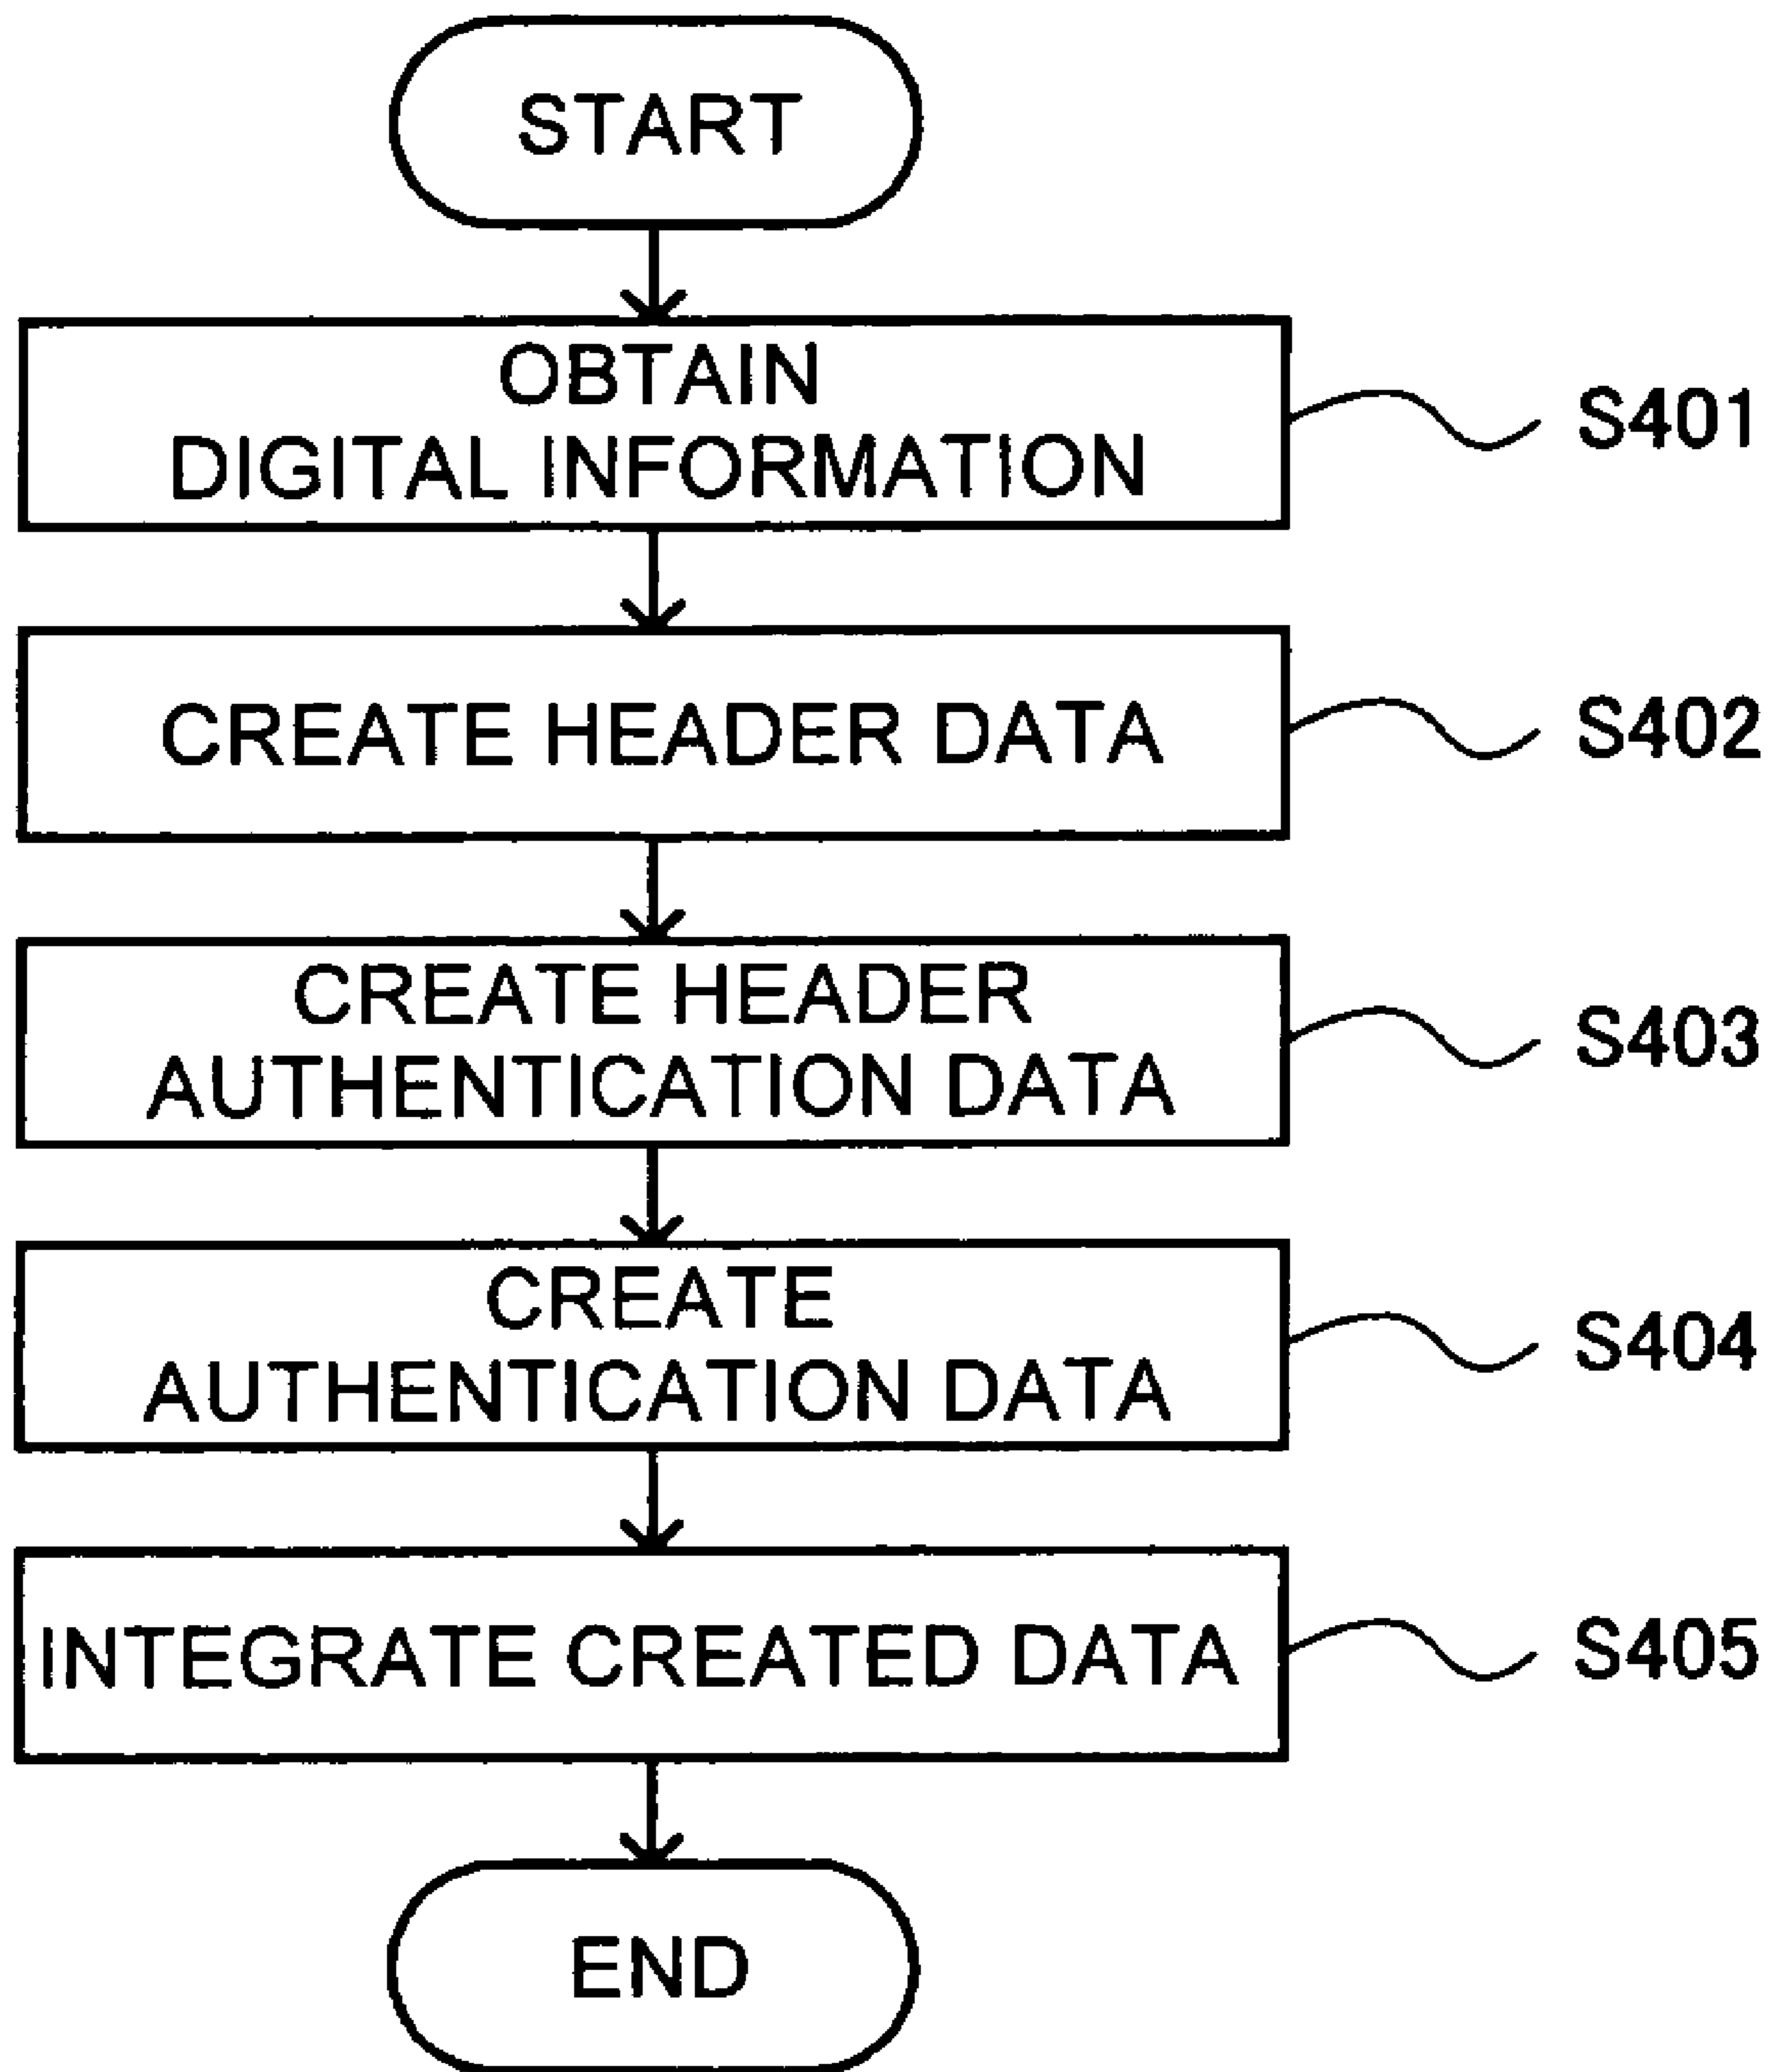 START
OBTAIN
DIGITAL INFORMATION
S401
CREATE HEADER DATA
S402
CREATE HEADER
AUTHENTICATION DATA
S403
CREATE
AUTHENTICATION DATA
S404
INTEGRATE CREATED DATA
S405
END